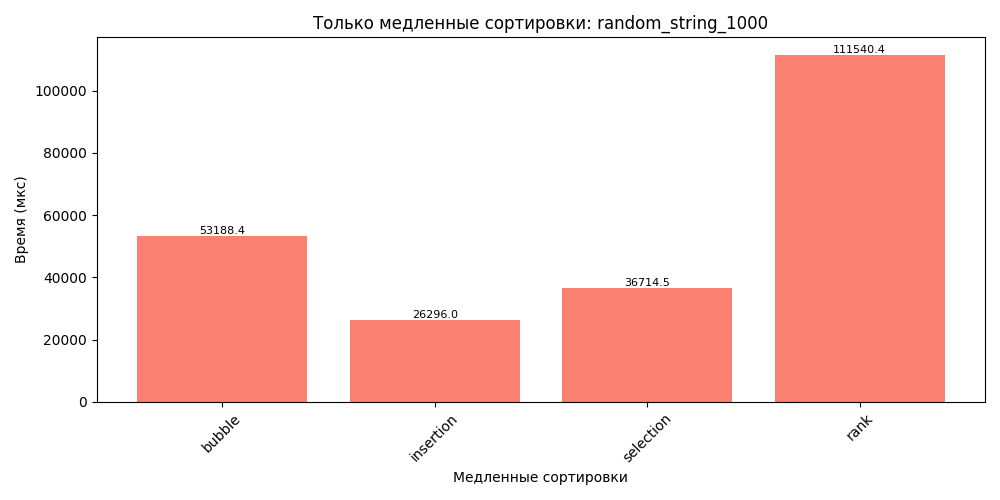 Только медленные сортировки: random_string_1000
111540.4
100000
80000
60000
53188.4
40000
36714.5
26296.0
20000
0
Время (мкс)
bubble
insertion
selection
rank
Медленные сортировки